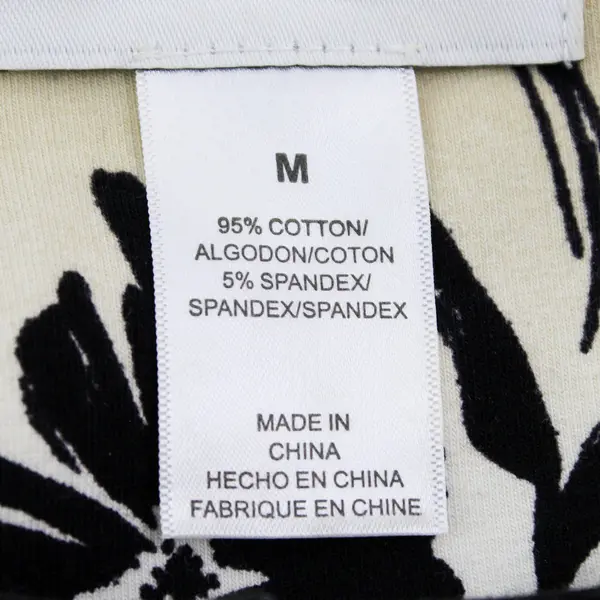 M
95% COTTON/
ALGODON/COTON
5% SPANDEX/
SPANDEX/SPANDEX
MADE IN
CHINA
HECHO EN CHINA
FABRIQUE EN CHINE